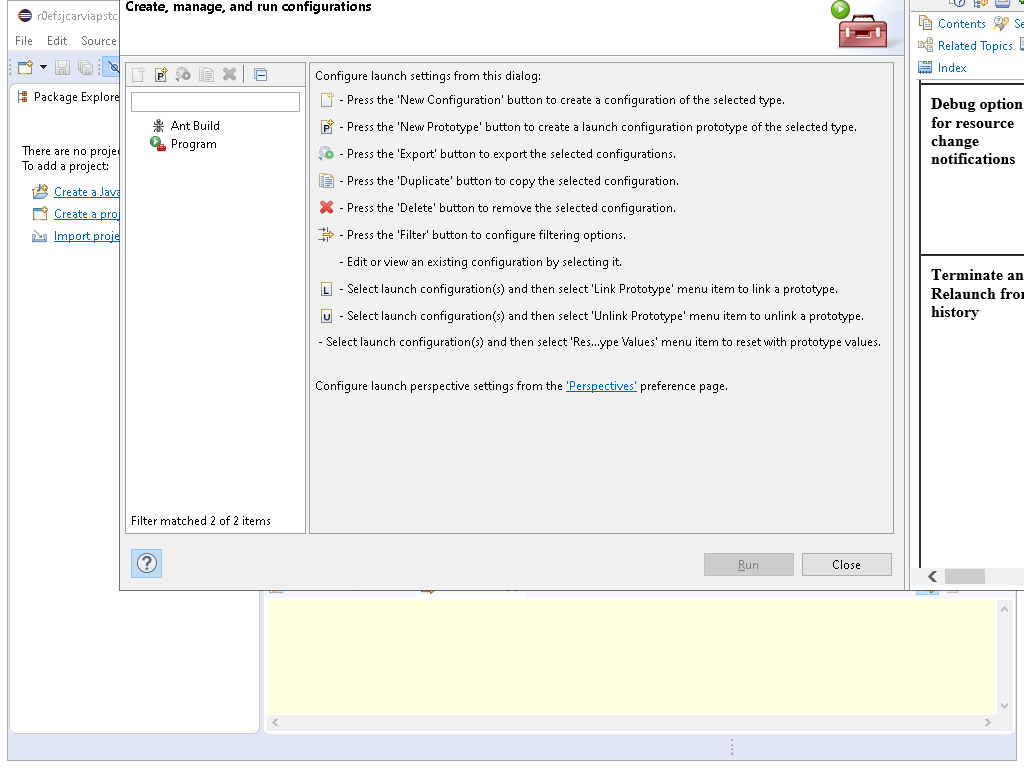 Create, manage, and run configurations
r0efsjcarviapstc
File Edit Source
Package Explore
There are no projec
To add a project:
Create a Java
Create a proj
Import proje
Ant Build
Program
Filter matched 2 of 2 items
Configure launch settings from this dialog:
- Press the 'New Configuration' button to create a configuration of the selected type.
- Press the 'New Prototype' button to create a launch configuration prototype of the selected type.
- Press the 'Export' button to export the selected configurations.
- Press the 'Duplicate' button to copy the selected configuration.
- Press the 'Delete' button to remove the selected configuration.
- Press the 'Filter' button to configure filtering options.
- Edit or view an existing configuration by selecting it.
- Select launch configuration(s) and then select 'Link Prototype' menu item to link a prototype.
- Select launch configuration(s) and then select 'Unlink Prototype' menu item to unlink a prototype.
- Select launch configuration(s) and then select 'Res...ype Values' menu item to reset with prototype values.
Configure launch perspective settings from the 'Perspectives' preference page.
Run
Close
Contents Se
Related Topics
Index
Debug option
for resource
change
notifications
Terminate an
Relaunch from
history